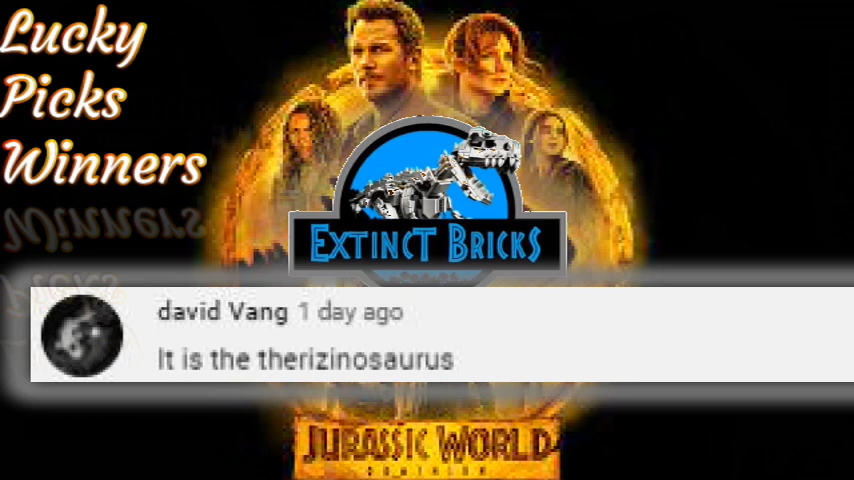 Lucky
Picks
Winners
EXTINCT BRICKS
david Vang 1 day ago
It is the therizinosaurus
JURASSIC WORLD